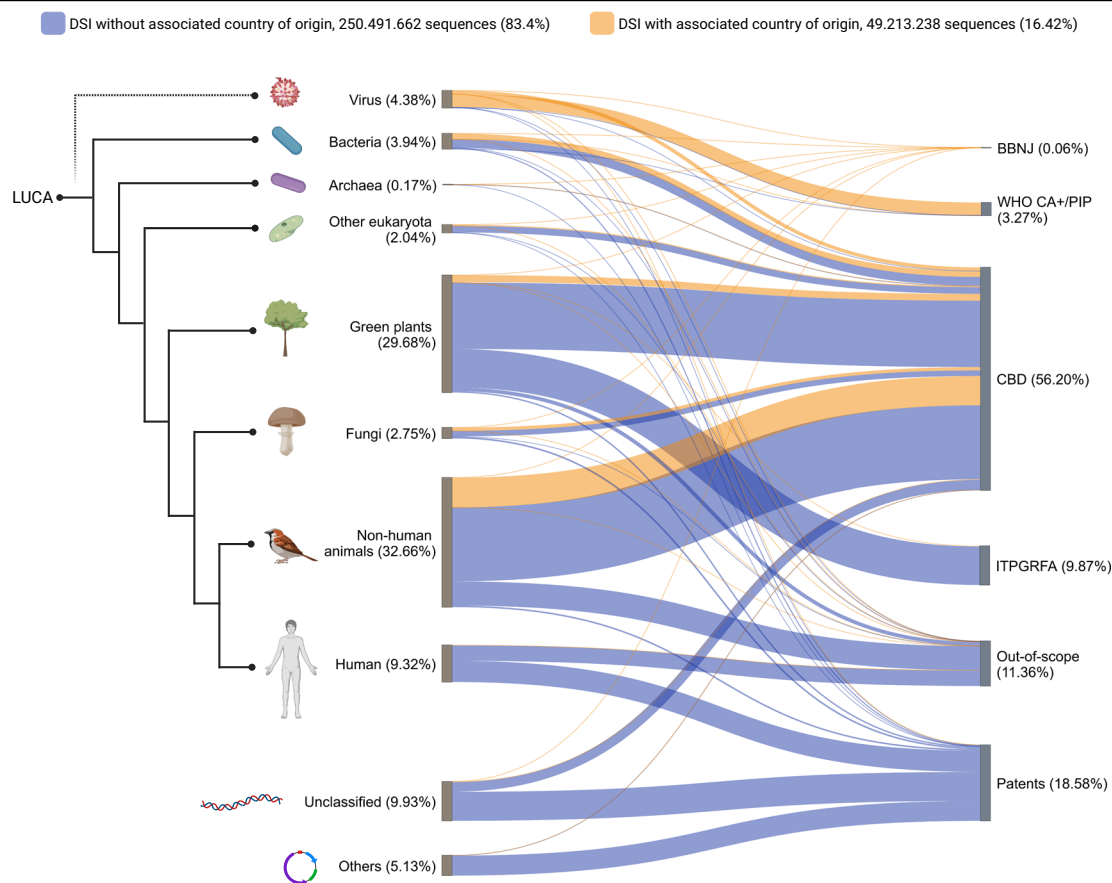 DSI without associated country of origin, 250.491.662 sequences (83.4%)
DSI with associated country of origin, 49.213.238 sequences (16.42%)
LUCA
Virus (4.38%)
Bacteria (3.94%)
Archaea (0.17%)
Other eukaryota
(2.04%)
Green plants
(29.68%)
Fungi (2.75%)
Non-human
animals (32.66%)
Human (9.32%)
Unclassified (9.93%)
Others (5.13%)
BBNJ (0.06%)
WHO CA+/PIP
(3.27%)
CBD (56.20%)
ITPGRFA (9.87%)
Out-of-scope
(11.36%)
Patents (18.58%)